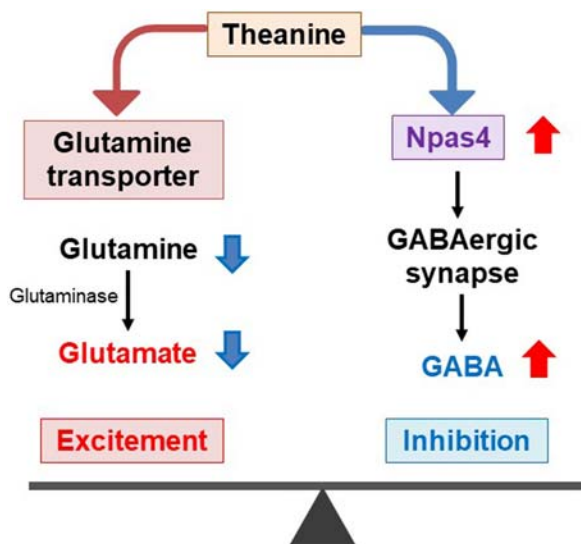 Theanine
Glutamine
transporter
Glutamine
Glutaminase
Glutamate
Excitement
Npas4
GABAergic
synapse
GABA
Inhibition